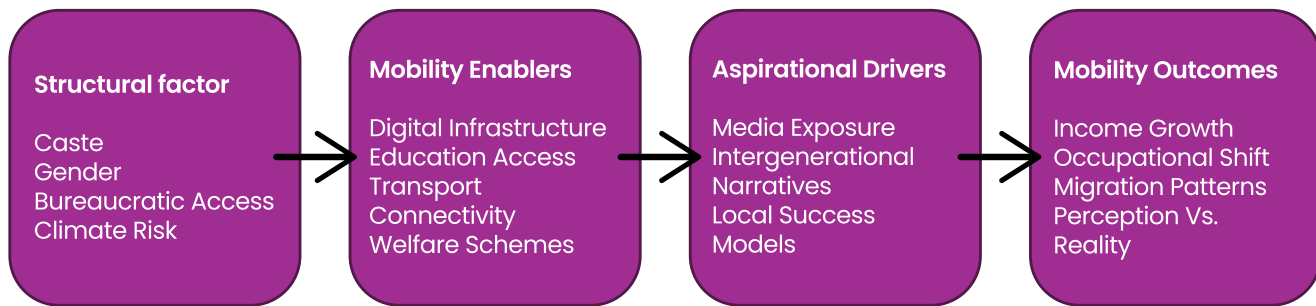 Structural factor
Caste
Gender
Bureaucratic Access
Climate Risk
Mobility Enablers
Digital Infrastructure
Education Access
Transport
Connectivity
Welfare Schemes
Aspirational Drivers
Media Exposure
Intergenerational
Narratives
Local Success
Models
Mobility Outcomes
Income Growth
Occupational Shift
Migration Patterns
Perception Vs.
Reality